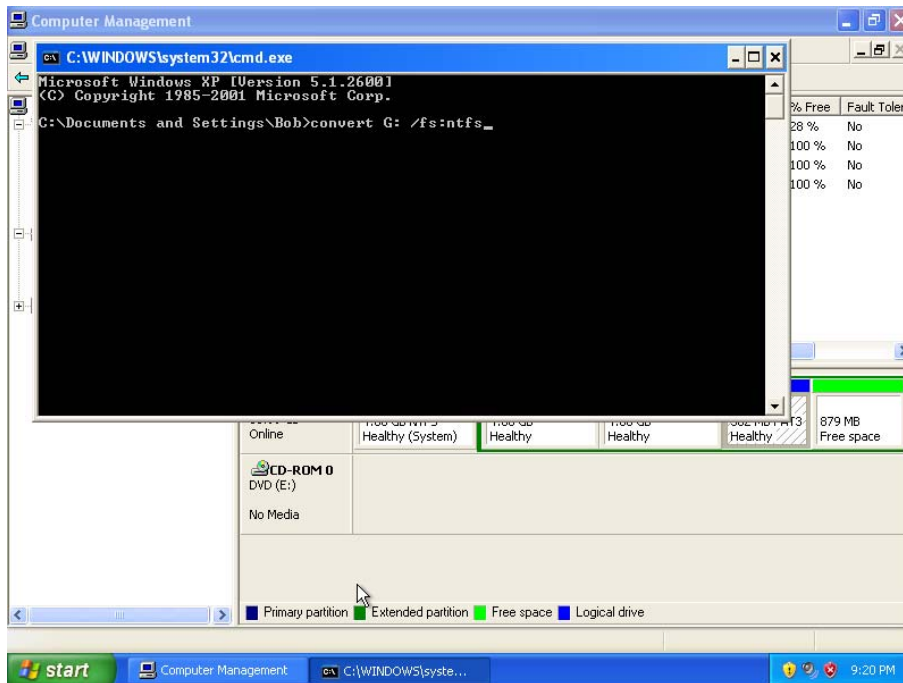 Computer Management
C:\WINDOWS\system32\cmd.exe
Microsoft Windows XP [Version 5.1.2600]
(C) Copyright 1985-2001 Microsoft Corp.
C:\Documents and Settings\Bob>convert G: /fs:ntfs_
% Free Fault Toler
28 % No
100 % No
100 % No
100 % No
Online
Healthy (System)
Healthy
Healthy
Healthy
879 MB
Free space
CD-ROM 0
DVD (E:)
No Media
Primary partition Extended partition Free space Logical drive
start Computer Management C:\WINDOWS\syste... 9:20 PM